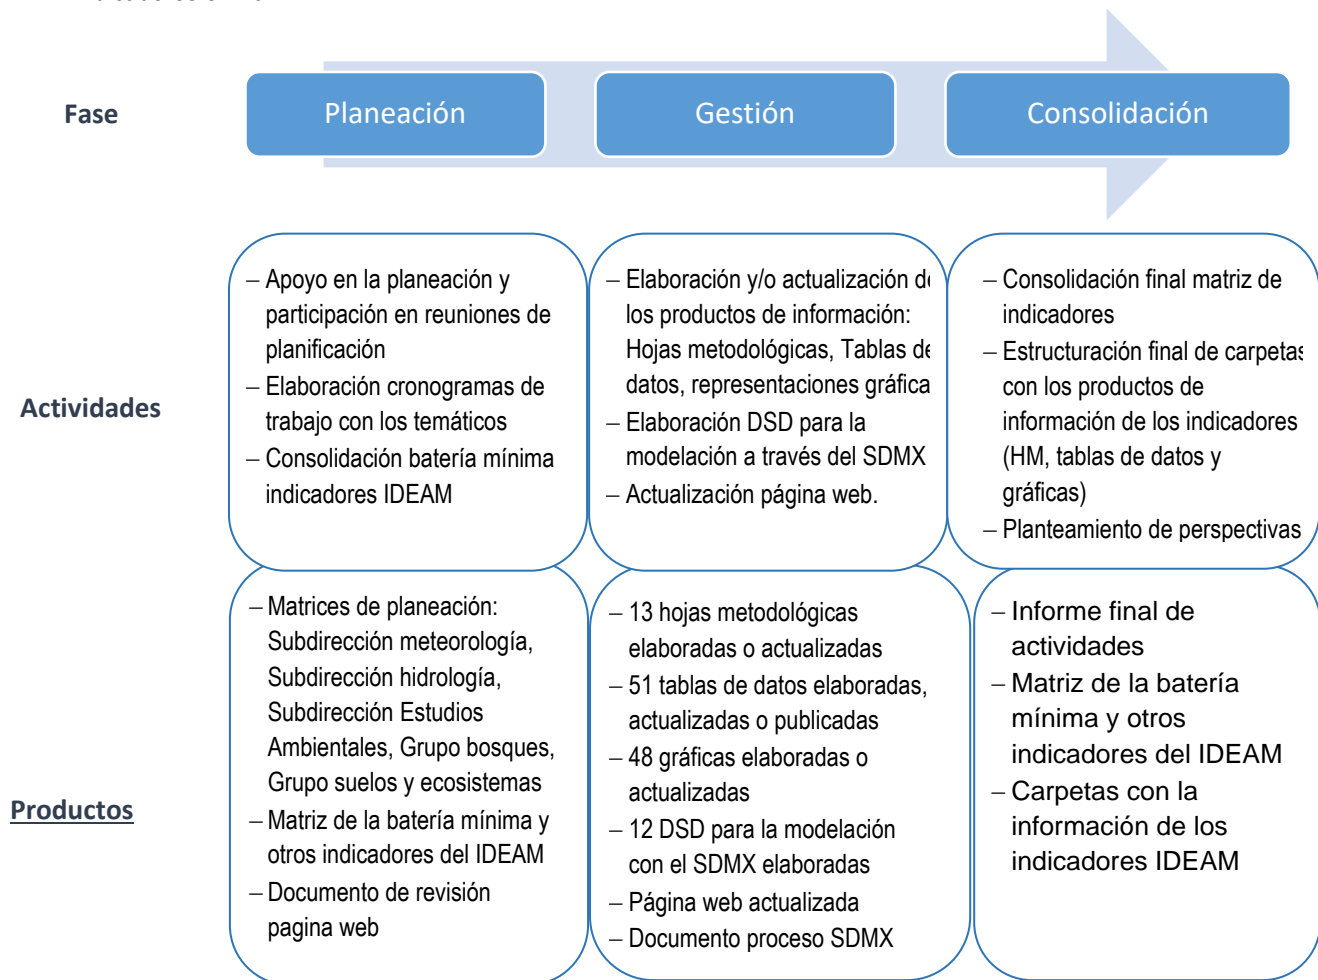 Fase
Planeación
Gestión
Consolidación
Actividades
– Apoyo en la planeación y
participación en reuniones de
planificación
– Elaboración cronogramas de
trabajo con los temáticos
– Consolidación batería mínima
indicadores IDEAM
– Elaboración y/o actualización de
los productos de información:
Hojas metodológicas, Tablas de
datos, representaciones gráfica
– Elaboración DSD para la
modelación a través del SDMX
– Actualización página web.
– Consolidación final matriz de
indicadores
– Estructuración final de carpetas
con los productos de
información de los indicadores
(HM, tablas de datos y
gráficas)
– Planteamiento de perspectivas
Productos
– Matrices de planeación:
Subdirección meteorología,
Subdirección hidrología,
Subdirección Estudios
Ambientales, Grupo bosques,
Grupo suelos y ecosistemas
– Matriz de la batería mínima y
otros indicadores del IDEAM
– Documento de revisión
pagina web
– 13 hojas metodológicas
elaboradas o actualizadas
– 51 tablas de datos elaboradas,
actualizadas o publicadas
– 48 gráficas elaboradas o
actualizadas
– 12 DSD para la modelación
con el SDMX elaboradas
– Página web actualizada
– Documento proceso SDMX
– Informe final de
actividades
– Matriz de la batería
mínima y otros
indicadores del IDEAM
– Carpetas con la
información de los
indicadores IDEAM